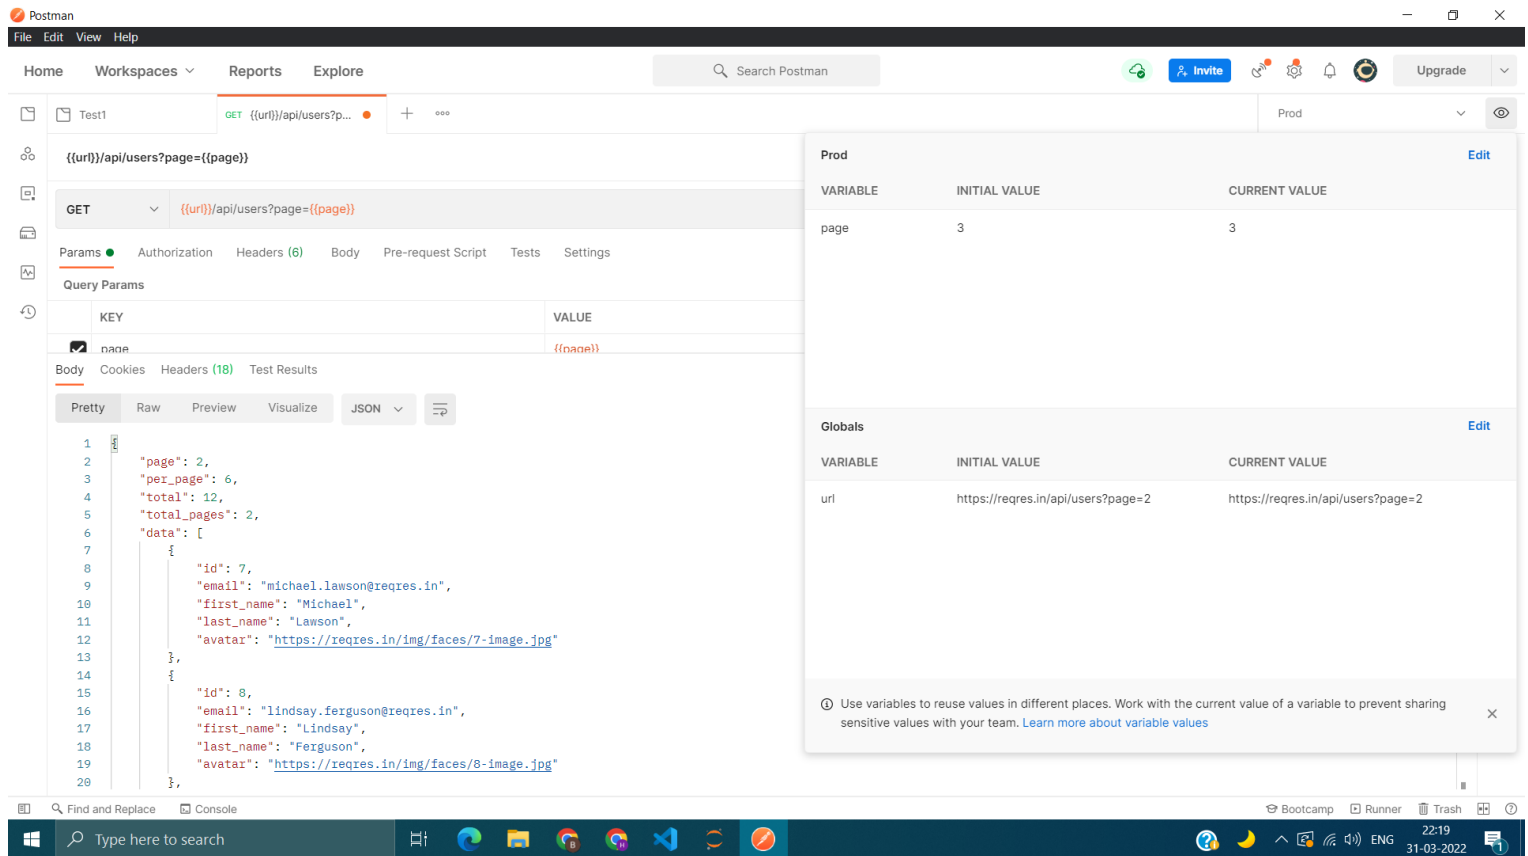 Postman
File Edit View Help
Home Workspaces Reports Explore Search Postman Invite Upgrade
Test1 GET {{url}}/api/users?p... Prod
{{url}}/api/users?page={{page}}
GET {{url}}/api/users?page={{page}}
Params Authorization Headers (6) Body Pre-request Script Tests Settings
Query Params
KEY VALUE
page {{page}}
Body Cookies Headers (18) Test Results
Pretty Raw Preview Visualize JSON
1 {
2 "page": 2,
3 "per_page": 6,
4 "total": 12,
5 "total_pages": 2,
6 "data": [
7 {
8 "id": 7,
9 "email": "michael.lawson@reqres.in",
10 "first_name": "Michael",
11 "last_name": "Lawson",
12 "avatar": "https://reqres.in/img/faces/7-image.jpg"
13 },
14 {
15 "id": 8,
16 "email": "lindsay.ferguson@reqres.in",
17 "first_name": "Lindsay",
18 "last_name": "Ferguson",
19 "avatar": "https://reqres.in/img/faces/8-image.jpg"
20 },
Prod Edit
VARIABLE INITIAL VALUE CURRENT VALUE
page 3 3
Globals Edit
VARIABLE INITIAL VALUE CURRENT VALUE
url https://reqres.in/api/users?page=2 https://reqres.in/api/users?page=2
Use variables to reuse values in different places. Work with the current value of a variable to prevent sharing
sensitive values with your team. Learn more about variable values
Find and Replace Console Bootcamp Runner Trash
Type here to search ENG 22:19
31-03-2022 1